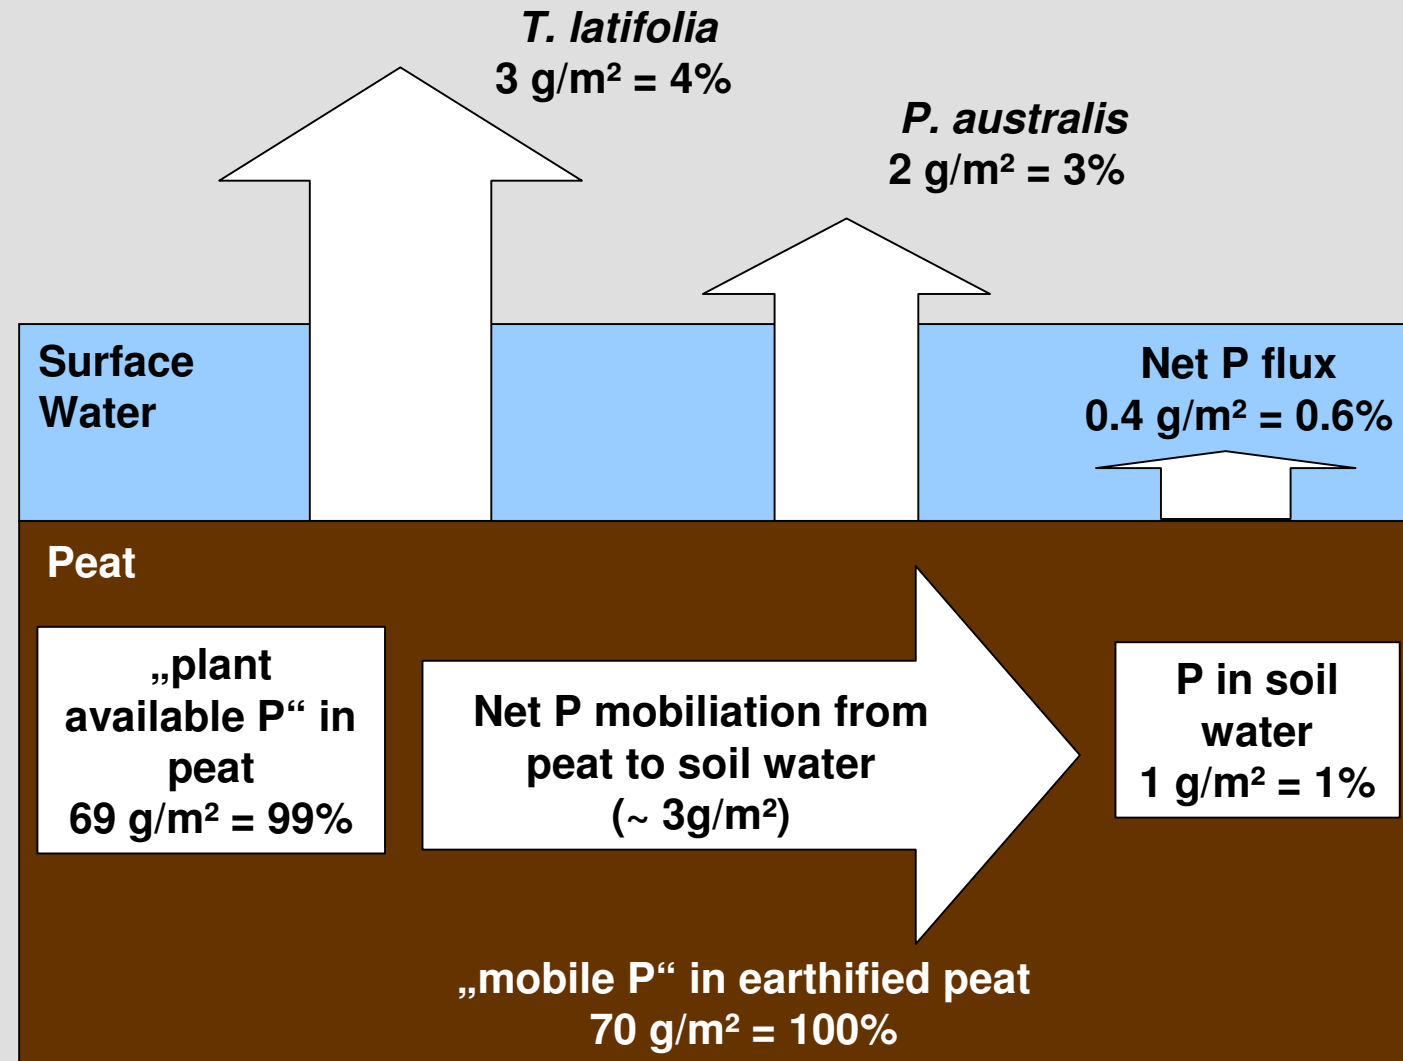 T. latifolia
3 g/m² = 4%
P. australis
2 g/m² = 3%
Surface
Water
Net P flux
0.4 g/m² = 0.6%
Peat
„plant
available P“ in
peat
69 g/m² = 99%
Net P mobiliation from
peat to soil water
(~ 3g/m²)
P in soil
water
1 g/m² = 1%
„mobile P“ in earthified peat
70 g/m² = 100%